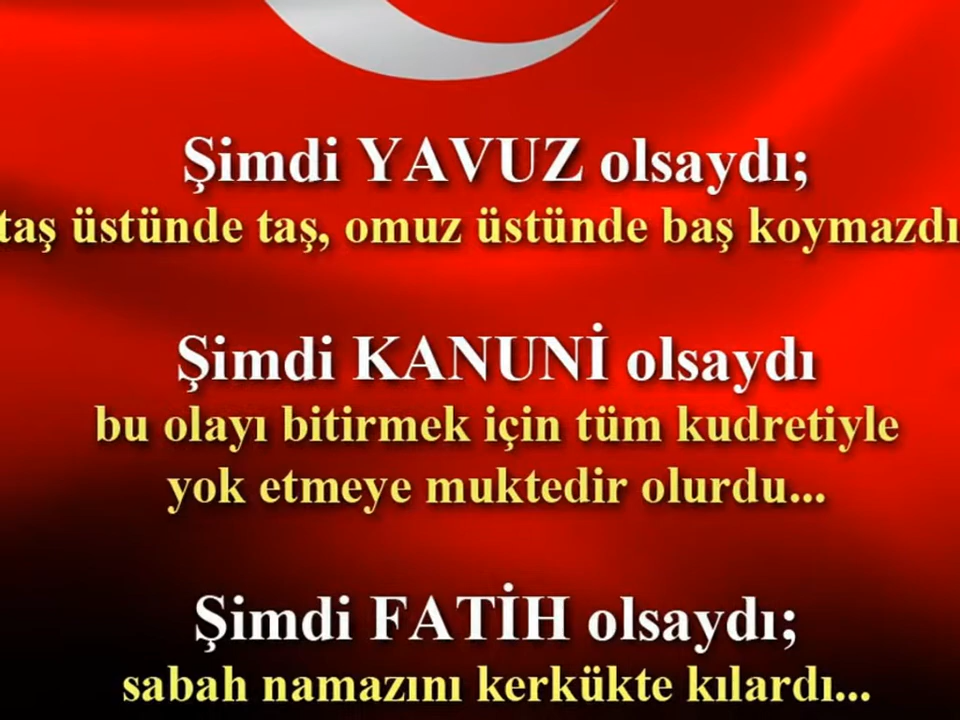 Şimdi YAVUZ olsaydı;
taş üstünde taş, omuz üstünde baş koymazdı
Şimdi KANUNİ olsaydı
bu olayı bitirmek için tüm kudretiyle
yok etmeye muktedir olurdu...
Şimdi FATİH olsaydı;
sabah namazını kerkükte kılardı...